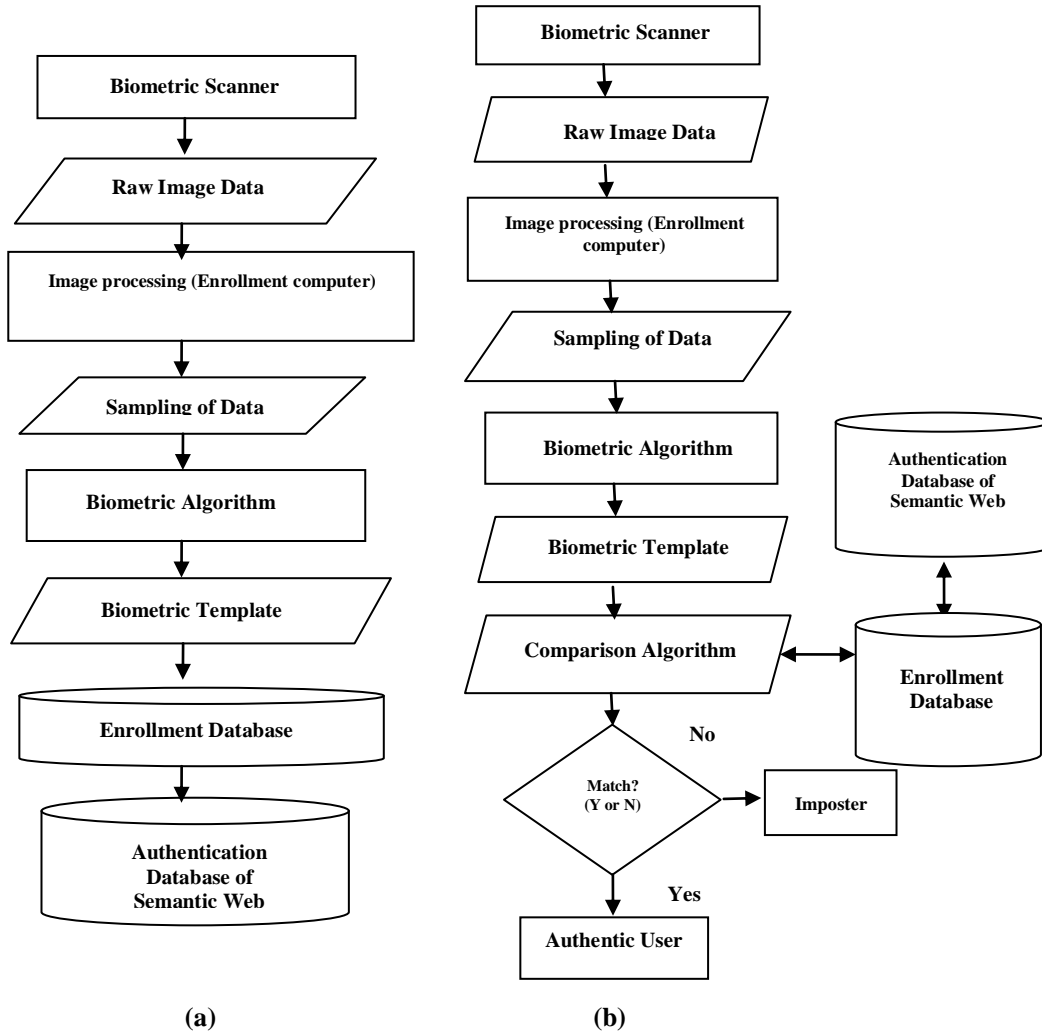 Biometric Scanner
Raw Image Data
Image processing (Enrollment computer)
Sampling of Data
Biometric Algorithm
Biometric Template
Enrollment Database
Authentication
Database of
Semantic Web
(a)
Biometric Scanner
Raw Image Data
Image processing (Enrollment
computer)
Sampling of Data
Biometric Algorithm
Biometric Template
Comparison Algorithm
Authentication
Database of
Semantic Web
Enrollment
Database
No
Match?
(Y or N)
Imposter
Yes
Authentic User
(b)